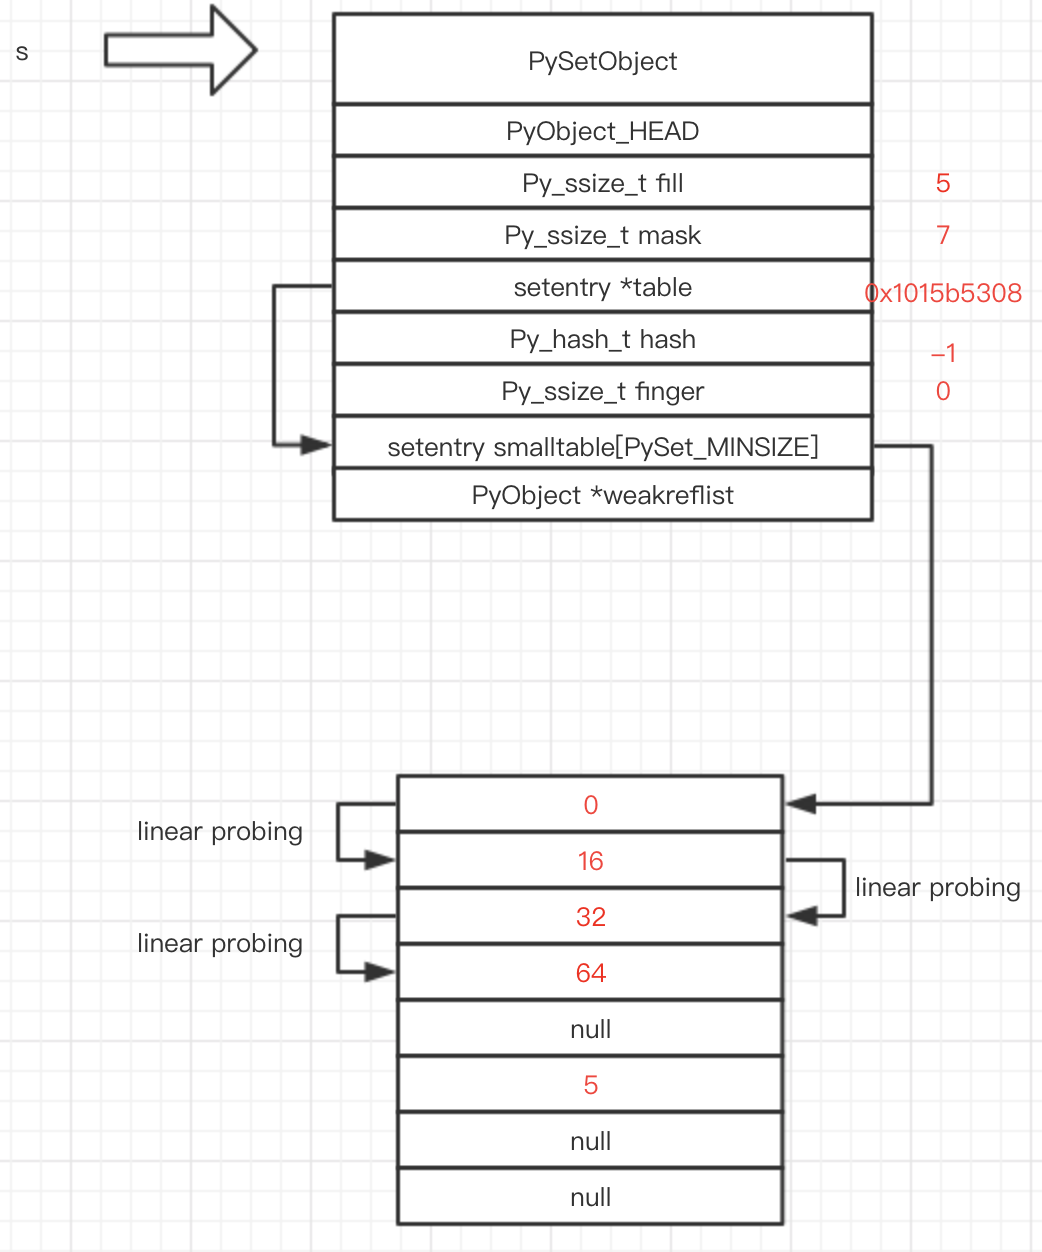 s
PySetObject
PyObject_HEAD
Py_ssize_t fill
5
Py_ssize_t mask
7
setentry *table
0x1015b5308
Py_hash_t hash
–1
Py_ssize_t finger
0
setentry smalltable[PySet_MINSIZE]
PyObject *weakreflist
0
linear probing
16
linear probing
32
linear probing
64
null
5
null
null